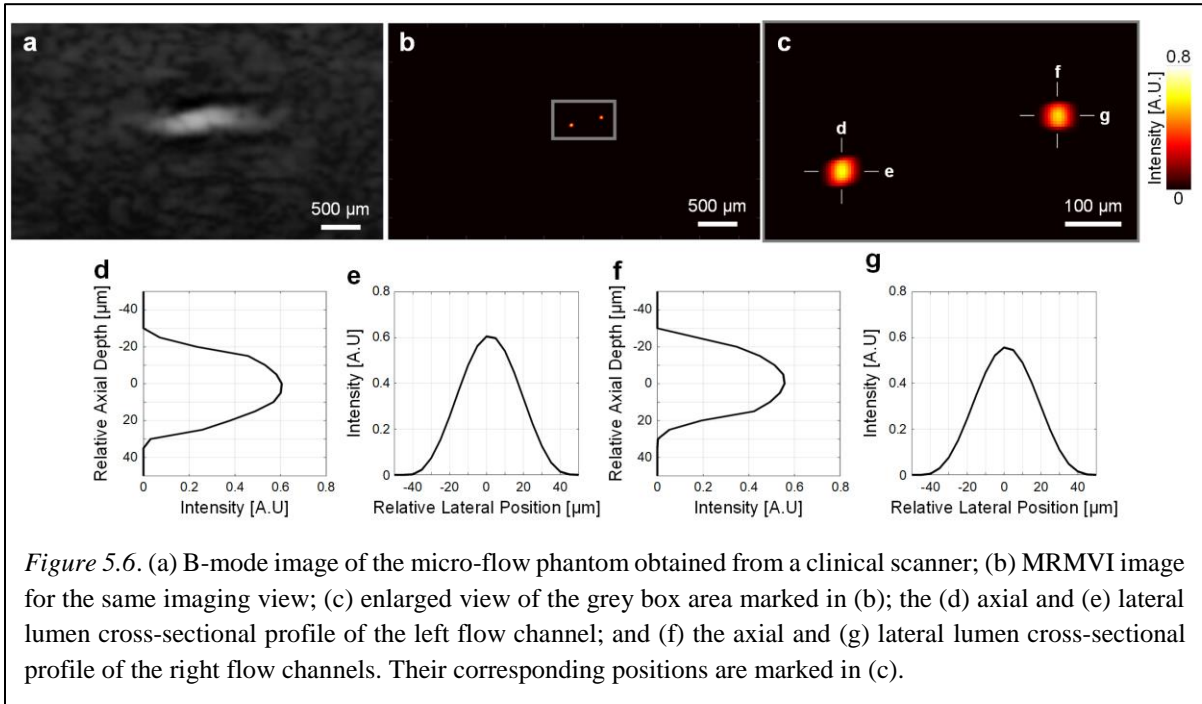 a
500 µm
b
500 µm
c
d
e
f
g
100 µm
0.8
Intensity [A.U.]
0
d
Relative Axial Depth [µm]
-40
-20
0
20
40
0 0.2 0.4 0.6 0.8
Intensity [A.U]
e
Intensity [A.U]
0.8
0.6
0.4
0.2
0
-40 -20 0 20 40
Relative Lateral Position [µm]
f
Relative Axial Depth [µm]
-40
-20
0
20
40
0 0.2 0.4 0.6 0.8
Intensity [A.U]
g
Intensity [A.U]
0.8
0.6
0.4
0.2
0
-40 -20 0 20 40
Relative Lateral Position [µm]
Figure 5.6. (a) B-mode image of the micro-flow phantom obtained from a clinical scanner; (b) MRMVI image
for the same imaging view; (c) enlarged view of the grey box area marked in (b); the (d) axial and (e) lateral
lumen cross-sectional profile of the left flow channel; and (f) the axial and (g) lateral lumen cross-sectional
profile of the right flow channels. Their corresponding positions are marked in (c).